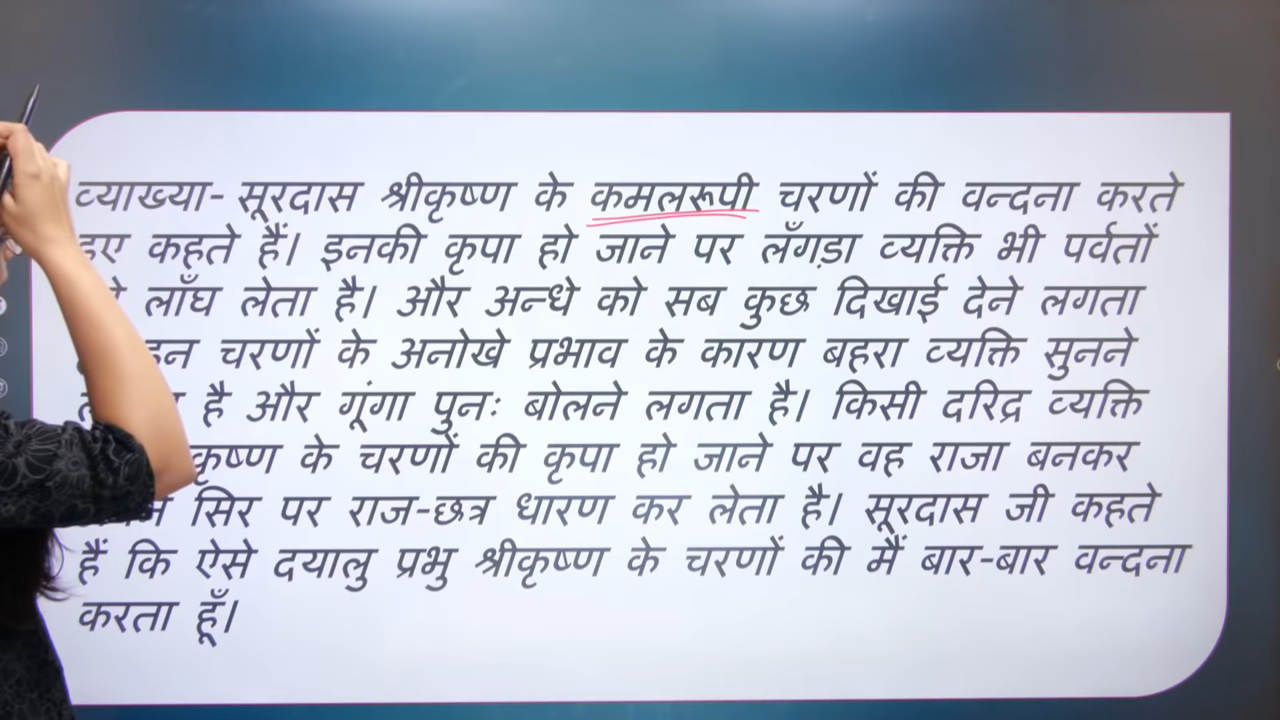 व्याख्या- सूरदास श्रीकृष्ण के कमलरूपी चरणों की वन्दना करते
हुए कहते हैं। इनकी कृपा हो जाने पर लँगड़ा व्यक्ति भी पर्वतों
लाँघ लेता है। और अन्धे को सब कुछ दिखाई देने लगता
इन चरणों के अनोखे प्रभाव के कारण बहरा व्यक्ति सुनने
है और गूंगा पुनः बोलने लगता है। किसी दरिद्र व्यक्ति
कृष्ण के चरणों की कृपा हो जाने पर वह राजा बनकर
सिर पर राज-छत्र धारण कर लेता है। सूरदास जी कहते
हैं कि ऐसे दयालु प्रभु श्रीकृष्ण के चरणों की मैं बार-बार वन्दना
करता हूँ।